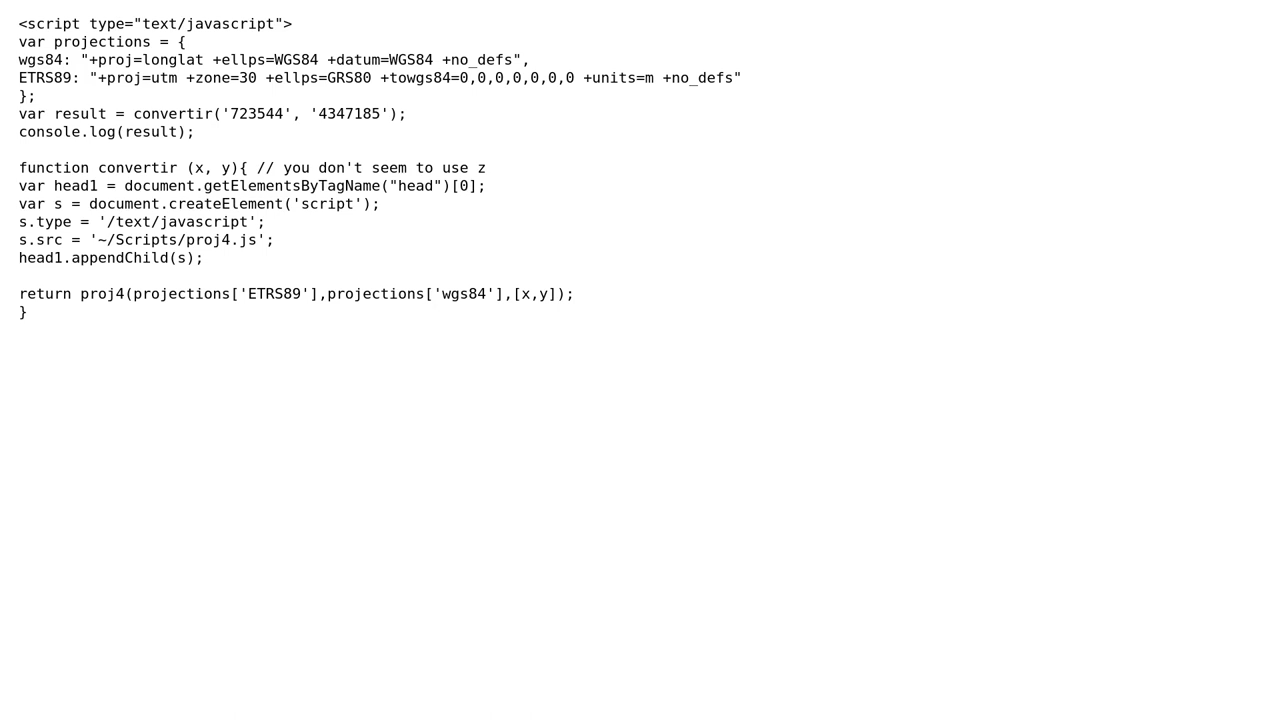 <script type="text/javascript">
var projections = {
wgs84: "+proj=longlat +ellps=WGS84 +datum=WGS84 +no_defs",
ETRS89: "+proj=utm +zone=30 +ellps=GRS80 +towgs84=0,0,0,0,0,0,0 +units=m +no_defs"
};
var result = convertir('723544', '4347185');
console.log(result);

function convertir (x, y){ // you don't seem to use z
var head1 = document.getElementsByTagName("head")[0];
var s = document.createElement('script');
s.type = '/text/javascript';
s.src = '~/Scripts/proj4.js';
head1.appendChild(s);

return proj4(projections['ETRS89'],projections['wgs84'],[x,y]);
}